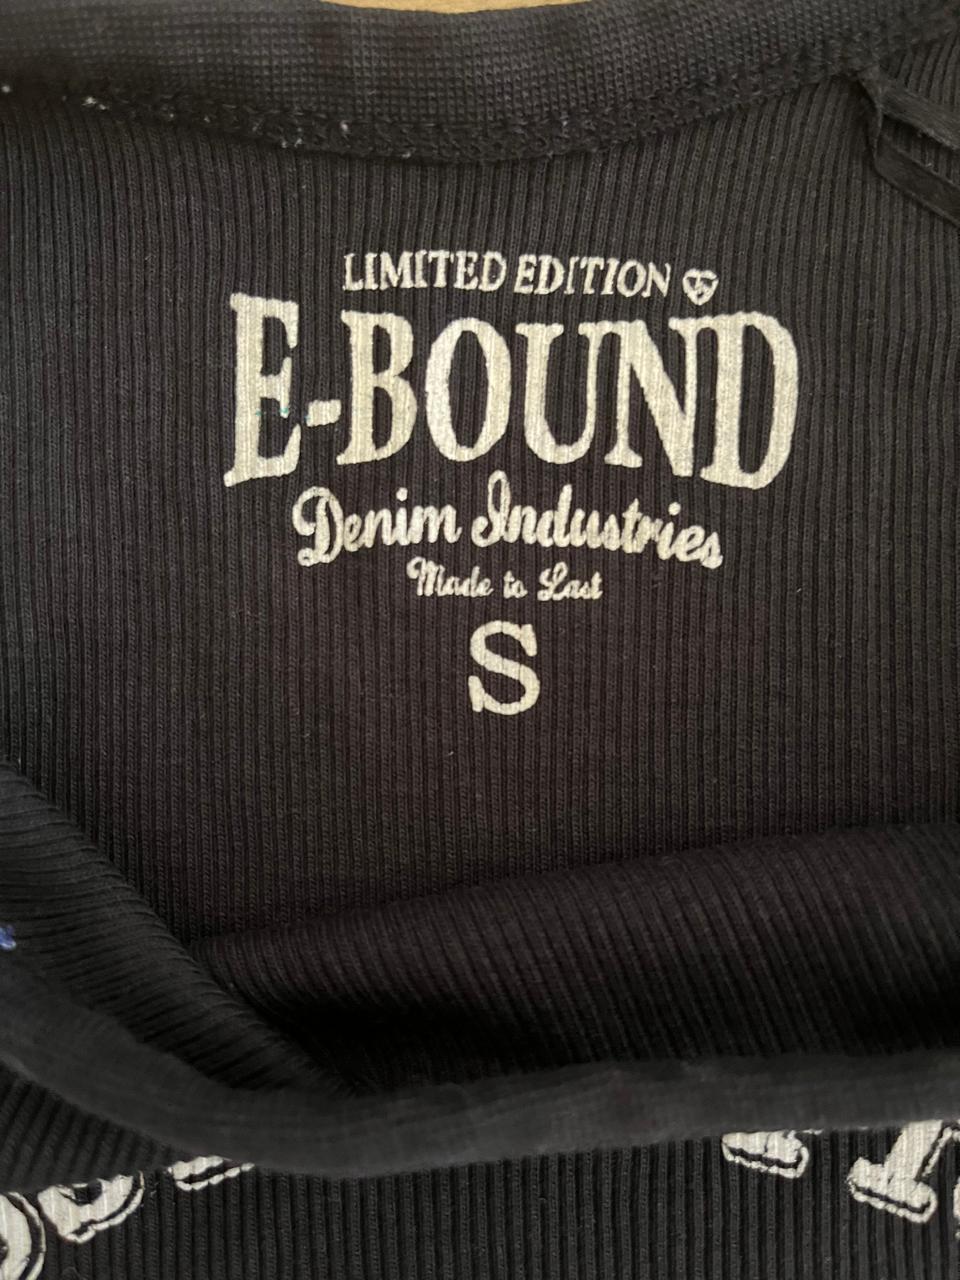 LIMITED EDITION
E-BOUND
Denim Industries
Made to Last
S